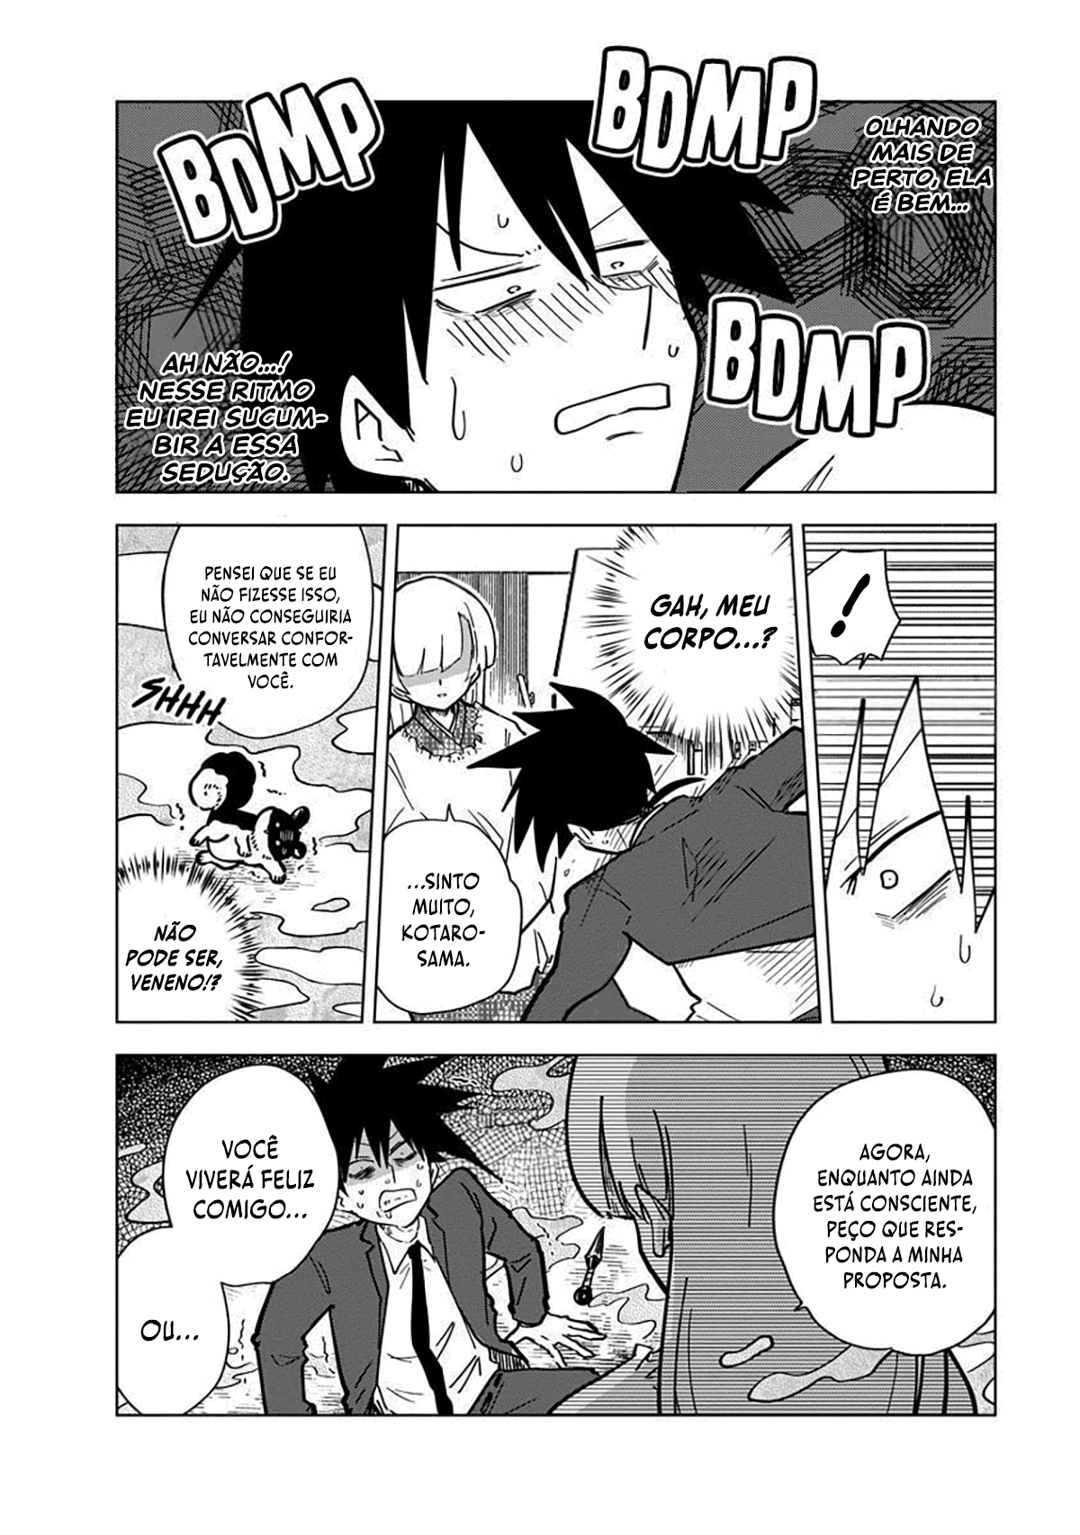 BDMP
BDMP
OLHANDO
MAIS DE
PERTO, ELA
É BEM...
BDMP
AH NÃO...!
NESSE RITMO
EU IREI SUCUM-
BIR A ESSA
SEDUÇÃO.
!
GAH, MEU
CORPO...?
...SINTO
MUITO,
KOTARO-
SAMA.
PENSEI QUE SE EU
NÃO FIZESSE ISSO,
EU NÃO CONSEGUIRIA
CONVERSAR CONFOR-
TAVELMENTE COM
VOCÊ.
SHHH
NÃO
PODE SER,
VENENO!?
AGORA,
ENQUANTO AINDA
ESTÁ CONSCIENTE,
PEÇO QUE RES-
PONDA A MINHA
PROPOSTA.
VOCÊ
VIVERÁ FELIZ
COMIGO...
OU...